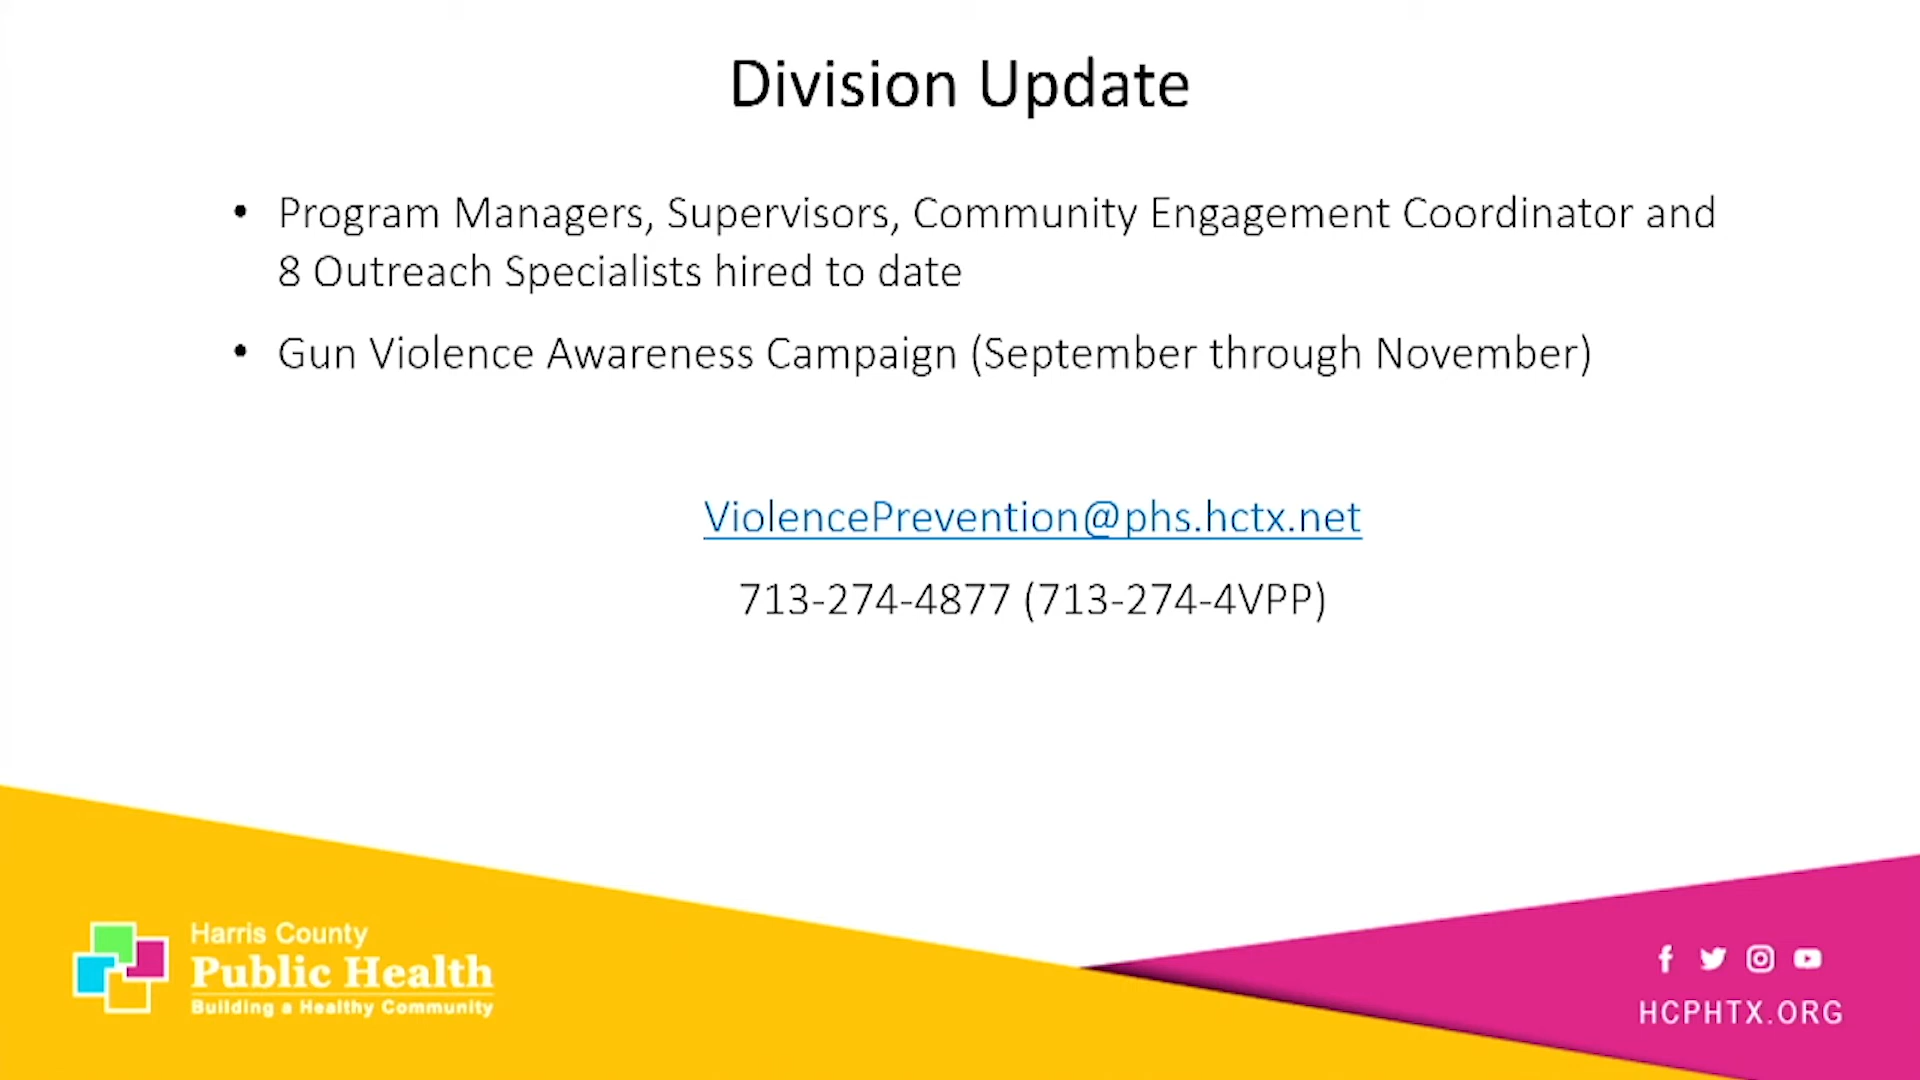 Division Update
• Program Managers, Supervisors, Community Engagement Coordinator and
8 Outreach Specialists hired to date
• Gun Violence Awareness Campaign (September through November)
ViolencePrevention@phs.hctx.net
713-274-4877 (713-274-4VPP)
Harris County
Public Health
Building a Healthy Community
HCPHTX.ORG